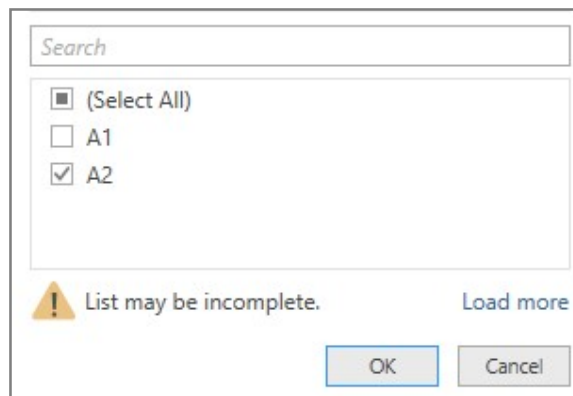 Search
(Select All)
A1
A2
List may be incomplete. Load more
OK Cancel